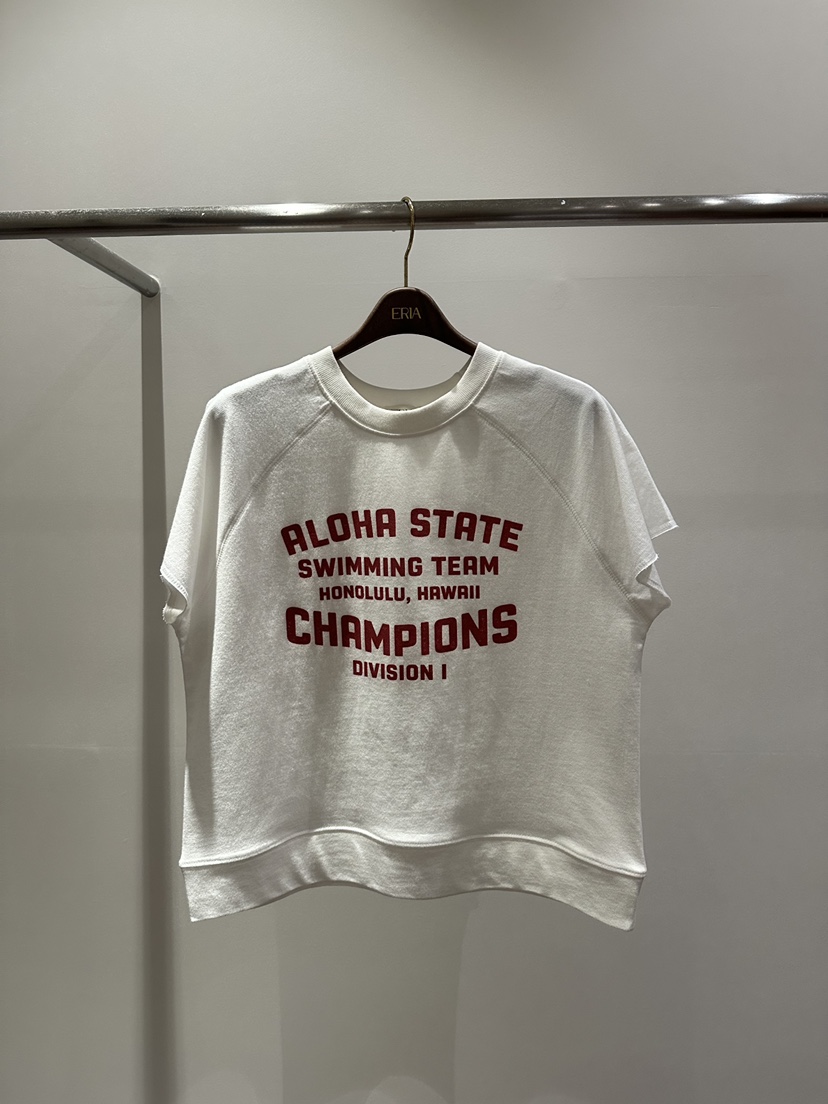 ERIA
ALOHA STATE
SWIMMING TEAM
HONOLULU, HAWAII
CHAMPIONS
DIVISION I